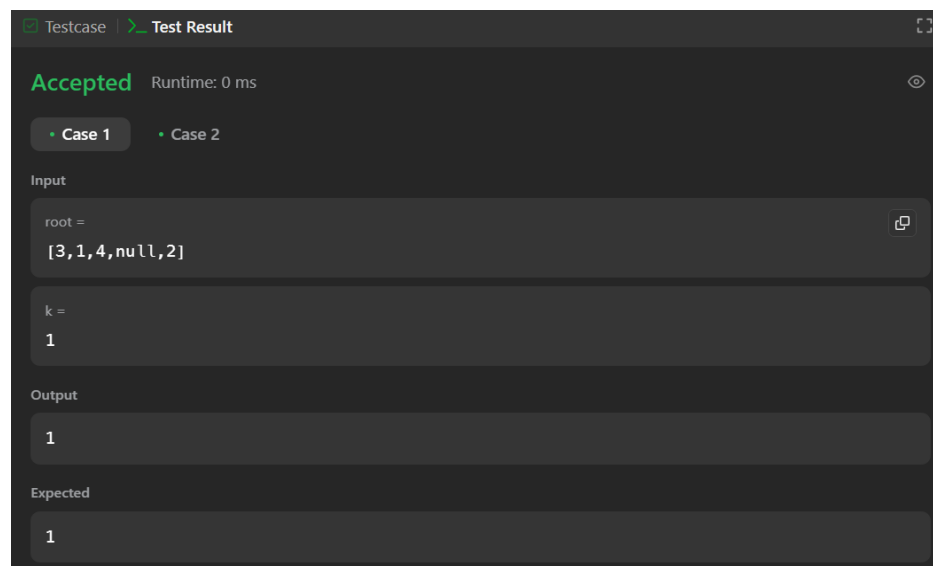 Testcase | >_ Test Result
Accepted Runtime: 0 ms
• Case 1 • Case 2
Input
root =
[3,1,4,null,2]
k =
1
Output
1
Expected
1